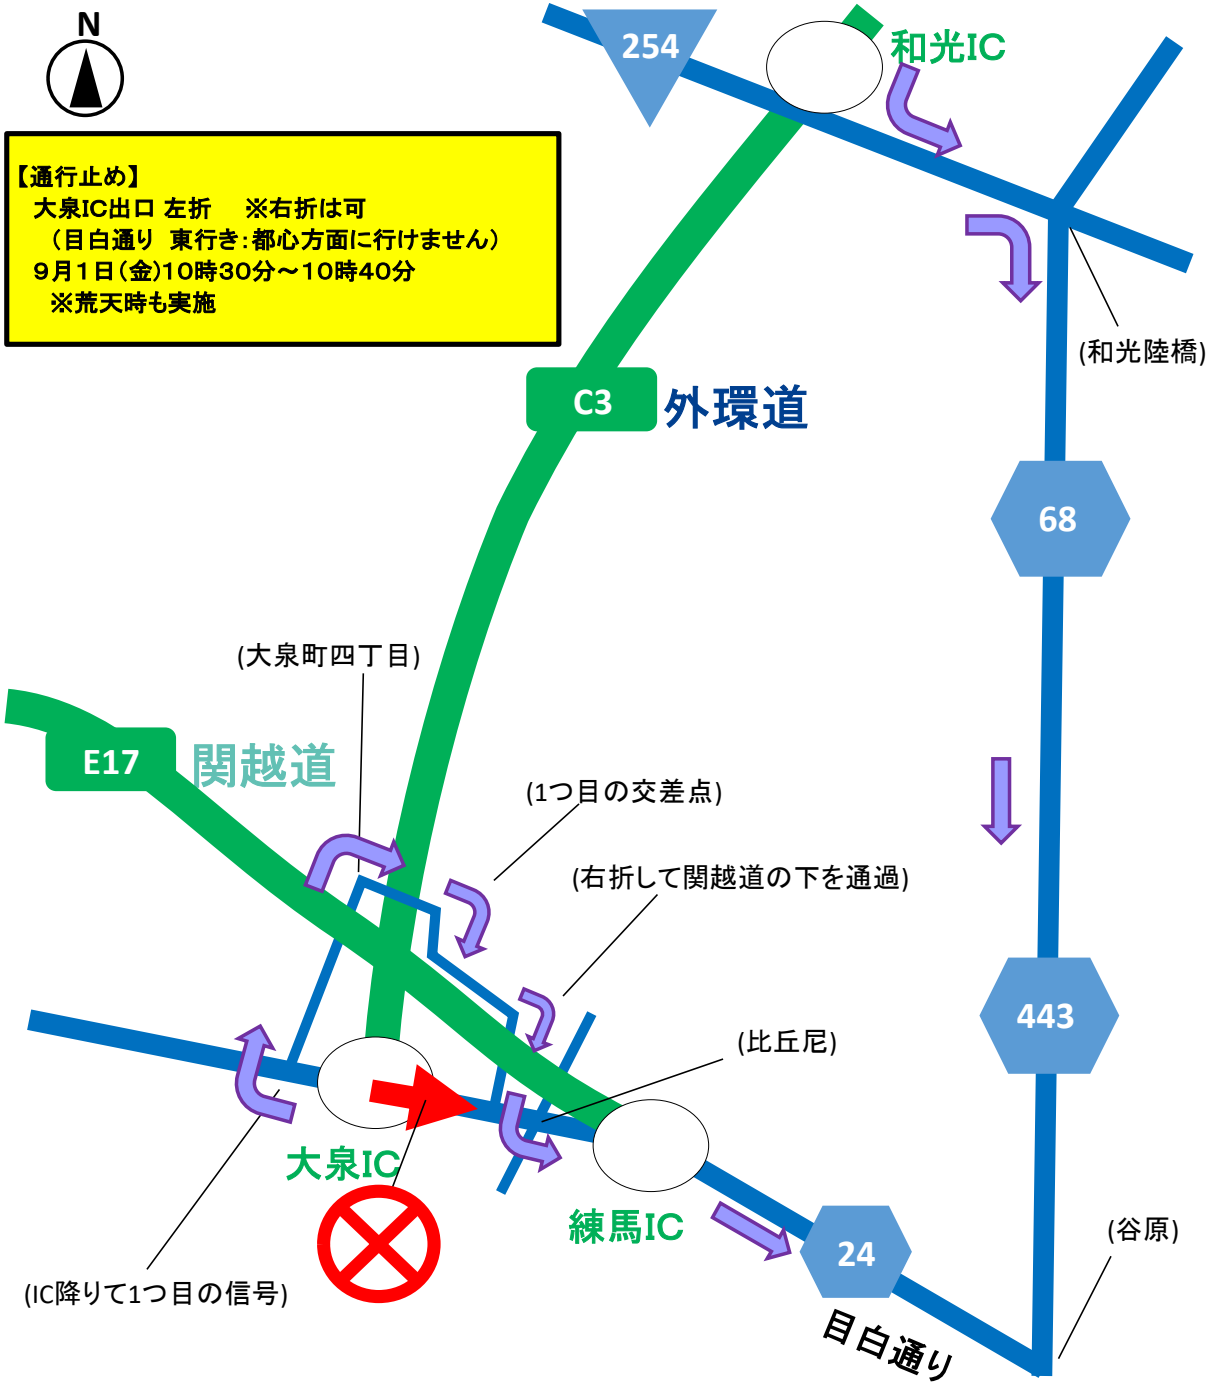 N
254
和光IC
【通行止め】
大泉IC出口 左折 ※右折は可
（目白通り 東行き：都心方面に行けません）
9月1日（金）10時30分～10時40分
※荒天時も実施
(和光陸橋)
C3
外環道
68
(大泉町四丁目)
E17
関越道
(1つ目の交差点)
(右折して関越道の下を通過)
443
(比丘尼)
大泉IC
練馬IC
(谷原)
24
(IC降りて1つ目の信号)
目白通り